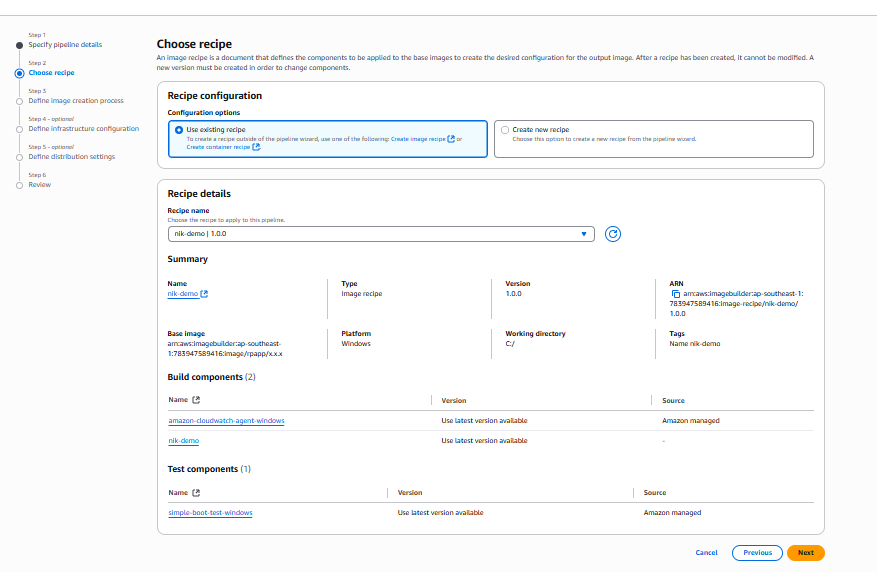 Step 1
Specify pipeline details
Step 2
Choose recipe
Step 3
Define image creation process
Step 4 - optional
Define infrastructure configuration
Step 5 - optional
Define distribution settings
Step 6
Review
Choose recipe
An image recipe is a document that defines the components to be applied to the base images to create the desired configuration for the output image. After a recipe has been created, it cannot be modified. A
new version must be created in order to change components.
Recipe configuration
Configuration options
Use existing recipe
To create a recipe outside of the pipeline wizard, use one of the following: Create image recipe or
Create container recipe.
Create new recipe
Choose this option to create a new recipe from the pipeline wizard.
Recipe details
Recipe name
Choose the recipe to apply to this pipeline.
nik-demo | 1.0.0
Summary
Name
nik-demo
Type
Image recipe
Version
1.0.0
ARN
arn:aws:imagebuilder:ap-southeast-1:
783947589416:image-recipe/nik-demo/
1.0.0
Base image
arn:aws:imagebuilder:ap-southeast-
1:783947589416:image/rpapp/x.x.x
Platform
Windows
Working directory
C:/
Tags
Name nik-demo
Build components (2)
Name Version Source
amazon-cloudwatch-agent-windows Use latest version available Amazon managed
nik-demo Use latest version available -
Test components (1)
Name Version Source
simple-boot-test-windows Use latest version available Amazon managed
Cancel Previous Next